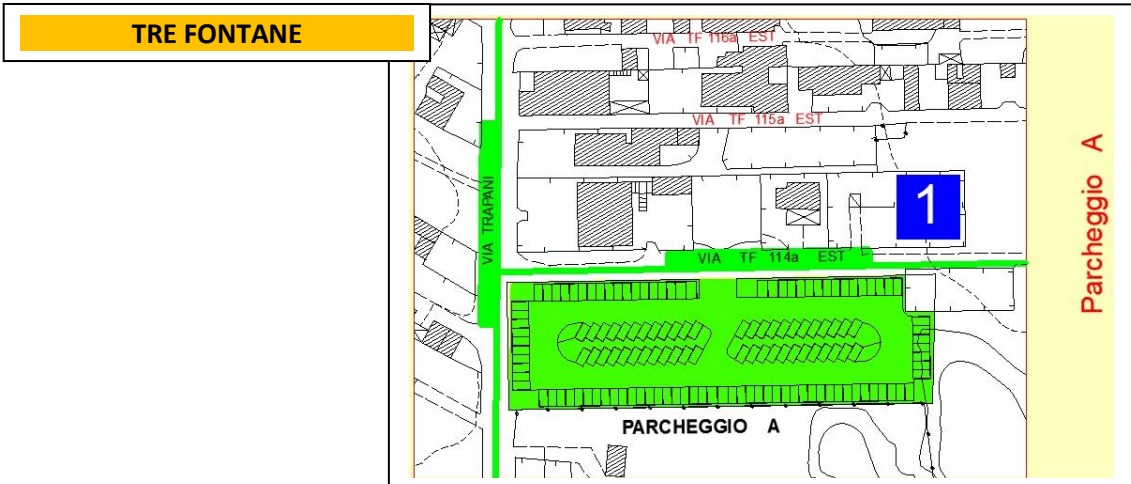 TRE FONTANE
VIA TF 116a EST
VIA TF 115a EST
1
VIA TRAPANI
VIA TF 114a EST
PARCHEGGIO A
Parcheggio A